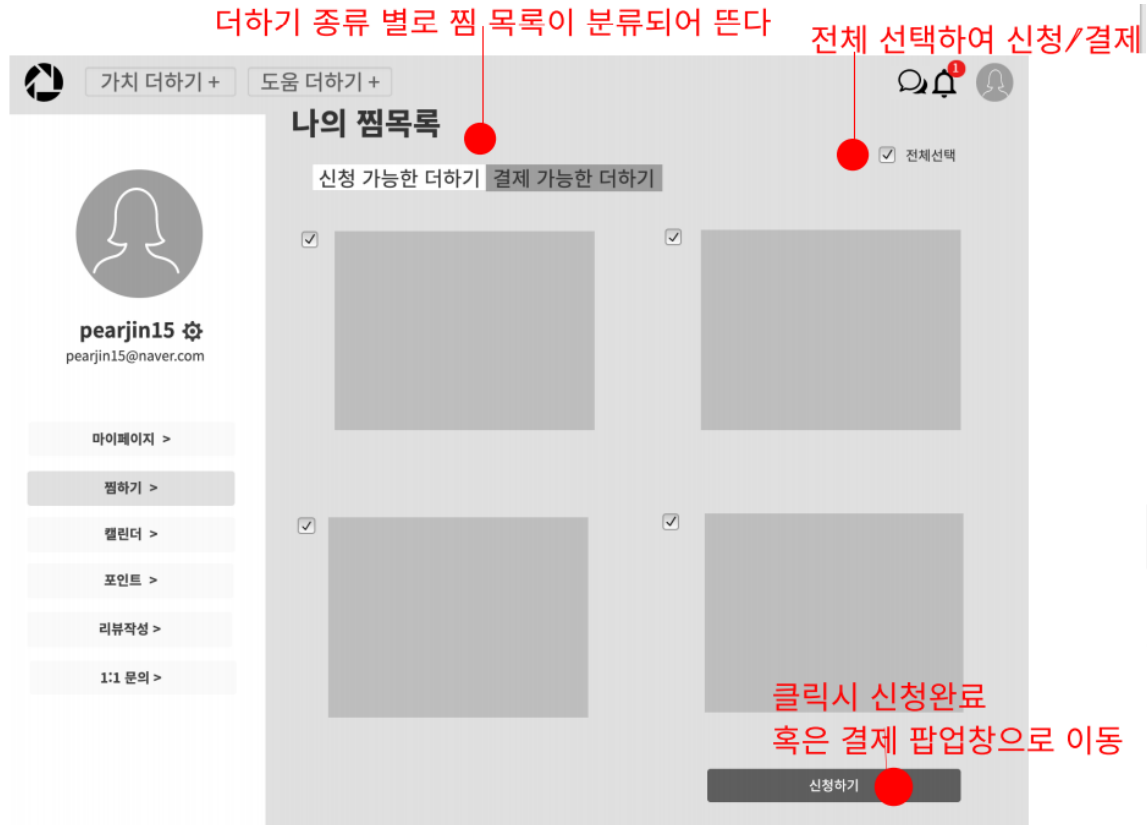 더하기 종류 별로 찜 목록이 분류되어 뜬다
전체 선택하여 신청/결제
가치 더하기 +
도움 더하기 +
1
나의 찜목록
전체선택
신청 가능한 더하기
결제 가능한 더하기
pearjin15
pearjin15@naver.com
마이페이지 >
찜하기 >
캘린더 >
포인트 >
리뷰작성 >
1:1 문의 >
클릭시 신청완료
혹은 결제 팝업창으로 이동
신청하기